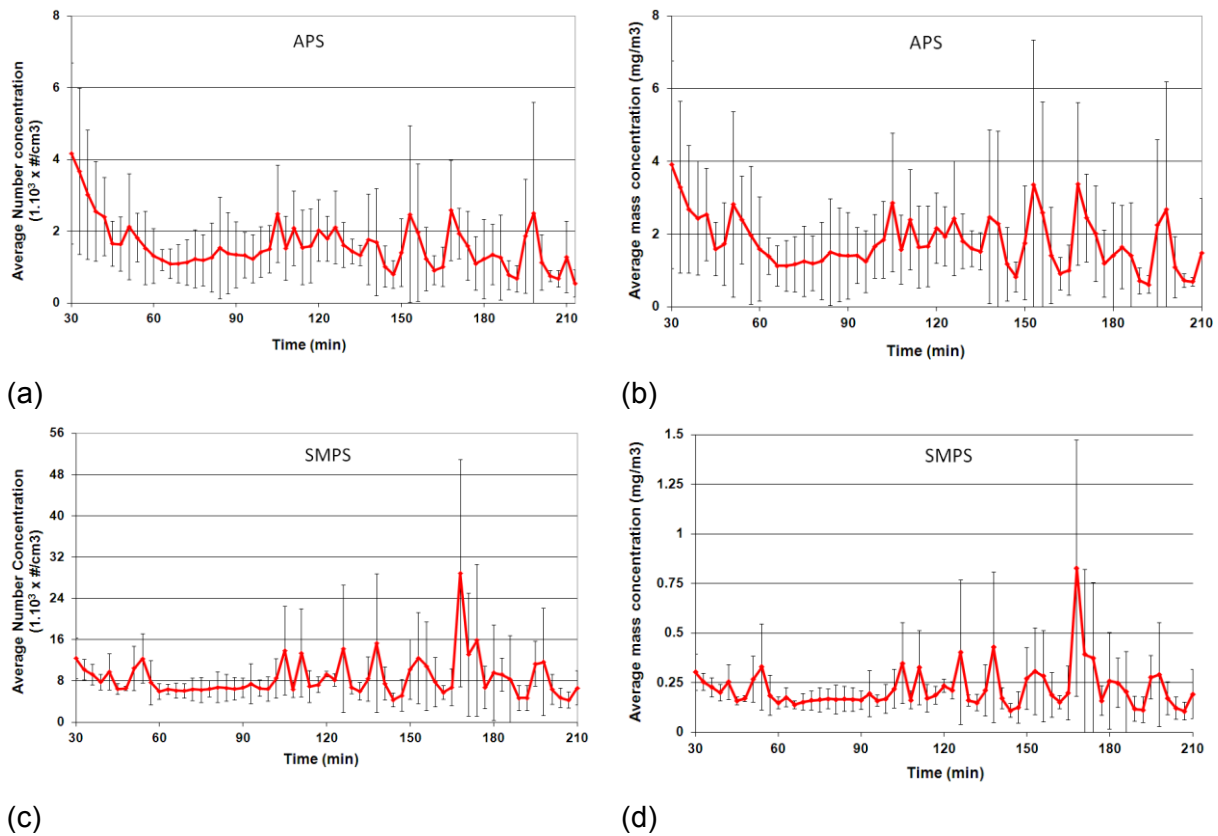 8
6
4
2
0
APS
Average Number concentration
(1.10³ x #/cm3)
30 60 90 120 150 180 210
Time (min)
(a)
8
6
4
2
0
APS
Average mass concentration (mg/m3)
30 60 90 120 150 180 210
Time (min)
(b)
56
48
40
32
24
16
8
0
SMPS
Average Number Concentration
(1.10³ x #/cm3)
30 60 90 120 150 180 210
Time (min)
(c)
1.5
1.25
1
0.75
0.5
0.25
0
SMPS
Average mass concentration (mg/m3)
30 60 90 120 150 180 210
Time (min)
(d)